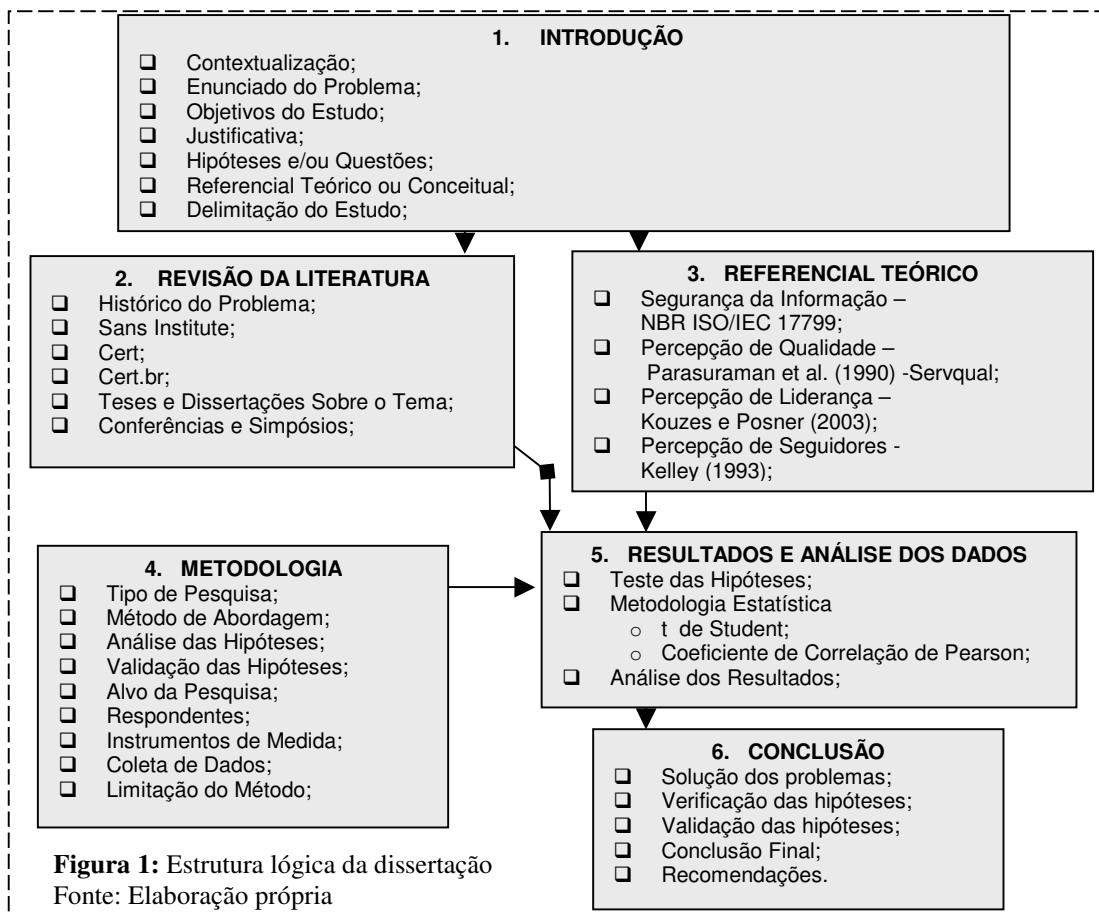 1. INTRODUÇÃO
❑ Contextualização;
❑ Enunciado do Problema;
❑ Objetivos do Estudo;
❑ Justificativa;
❑ Hipóteses e/ou Questões;
❑ Referencial Teórico ou Conceitual;
❑ Delimitação do Estudo;
2. REVISÃO DA LITERATURA
❑ Histórico do Problema;
❑ Sans Institute;
❑ Cert;
❑ Cert.br;
❑ Teses e Dissertações Sobre o Tema;
❑ Conferências e Simpósios;
3. REFERENCIAL TEÓRICO
❑ Segurança da Informação –
NBR ISO/IEC 17799;
❑ Percepção de Qualidade –
Parasuraman et al. (1990) -Servqual;
❑ Percepção de Liderança –
Kouzes e Posner (2003);
❑ Percepção de Seguidores -
Kelley (1993);
4. METODOLOGIA
❑ Tipo de Pesquisa;
❑ Método de Abordagem;
❑ Análise das Hipóteses;
❑ Validação das Hipóteses;
❑ Alvo da Pesquisa;
❑ Respondentes;
❑ Instrumentos de Medida;
❑ Coleta de Dados;
❑ Limitação do Método;
5. RESULTADOS E ANÁLISE DOS DADOS
❑ Teste das Hipóteses;
❑ Metodologia Estatística
o t de Student;
o Coeficiente de Correlação de Pearson;
❑ Análise dos Resultados;
6. CONCLUSÃO
❑ Solução dos problemas;
❑ Verificação das hipóteses;
❑ Validação das hipóteses;
❑ Conclusão Final;
❑ Recomendações.
Figura 1: Estrutura lógica da dissertação
Fonte: Elaboração própria